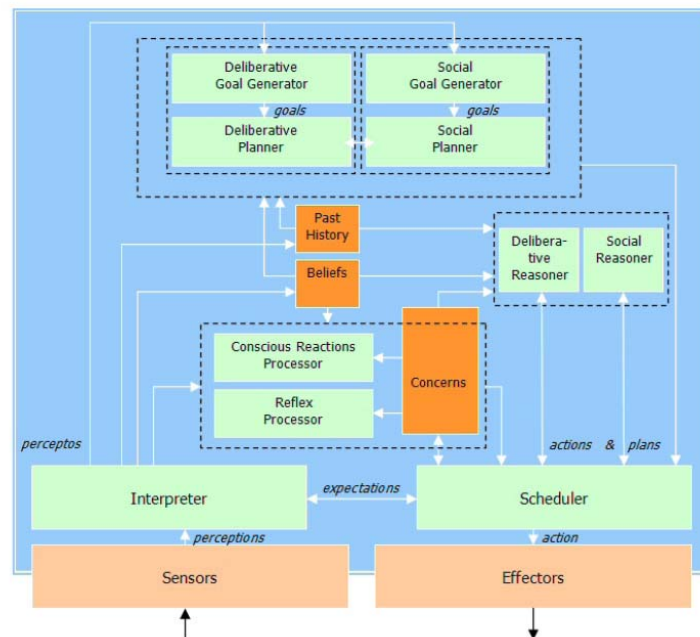 Deliberative
Goal Generator
Social
Goal Generator
goals
goals
Deliberative
Planner
Social
Planner
Past
History
Delibera-
tive
Reasoner
Social
Reasoner
Beliefs
Conscious Reactions
Processor
Concerns
Reflex
Processor
perceptos
actions & plans
Interpreter
expectations
Scheduler
perceptions
action
Sensors
Effectors